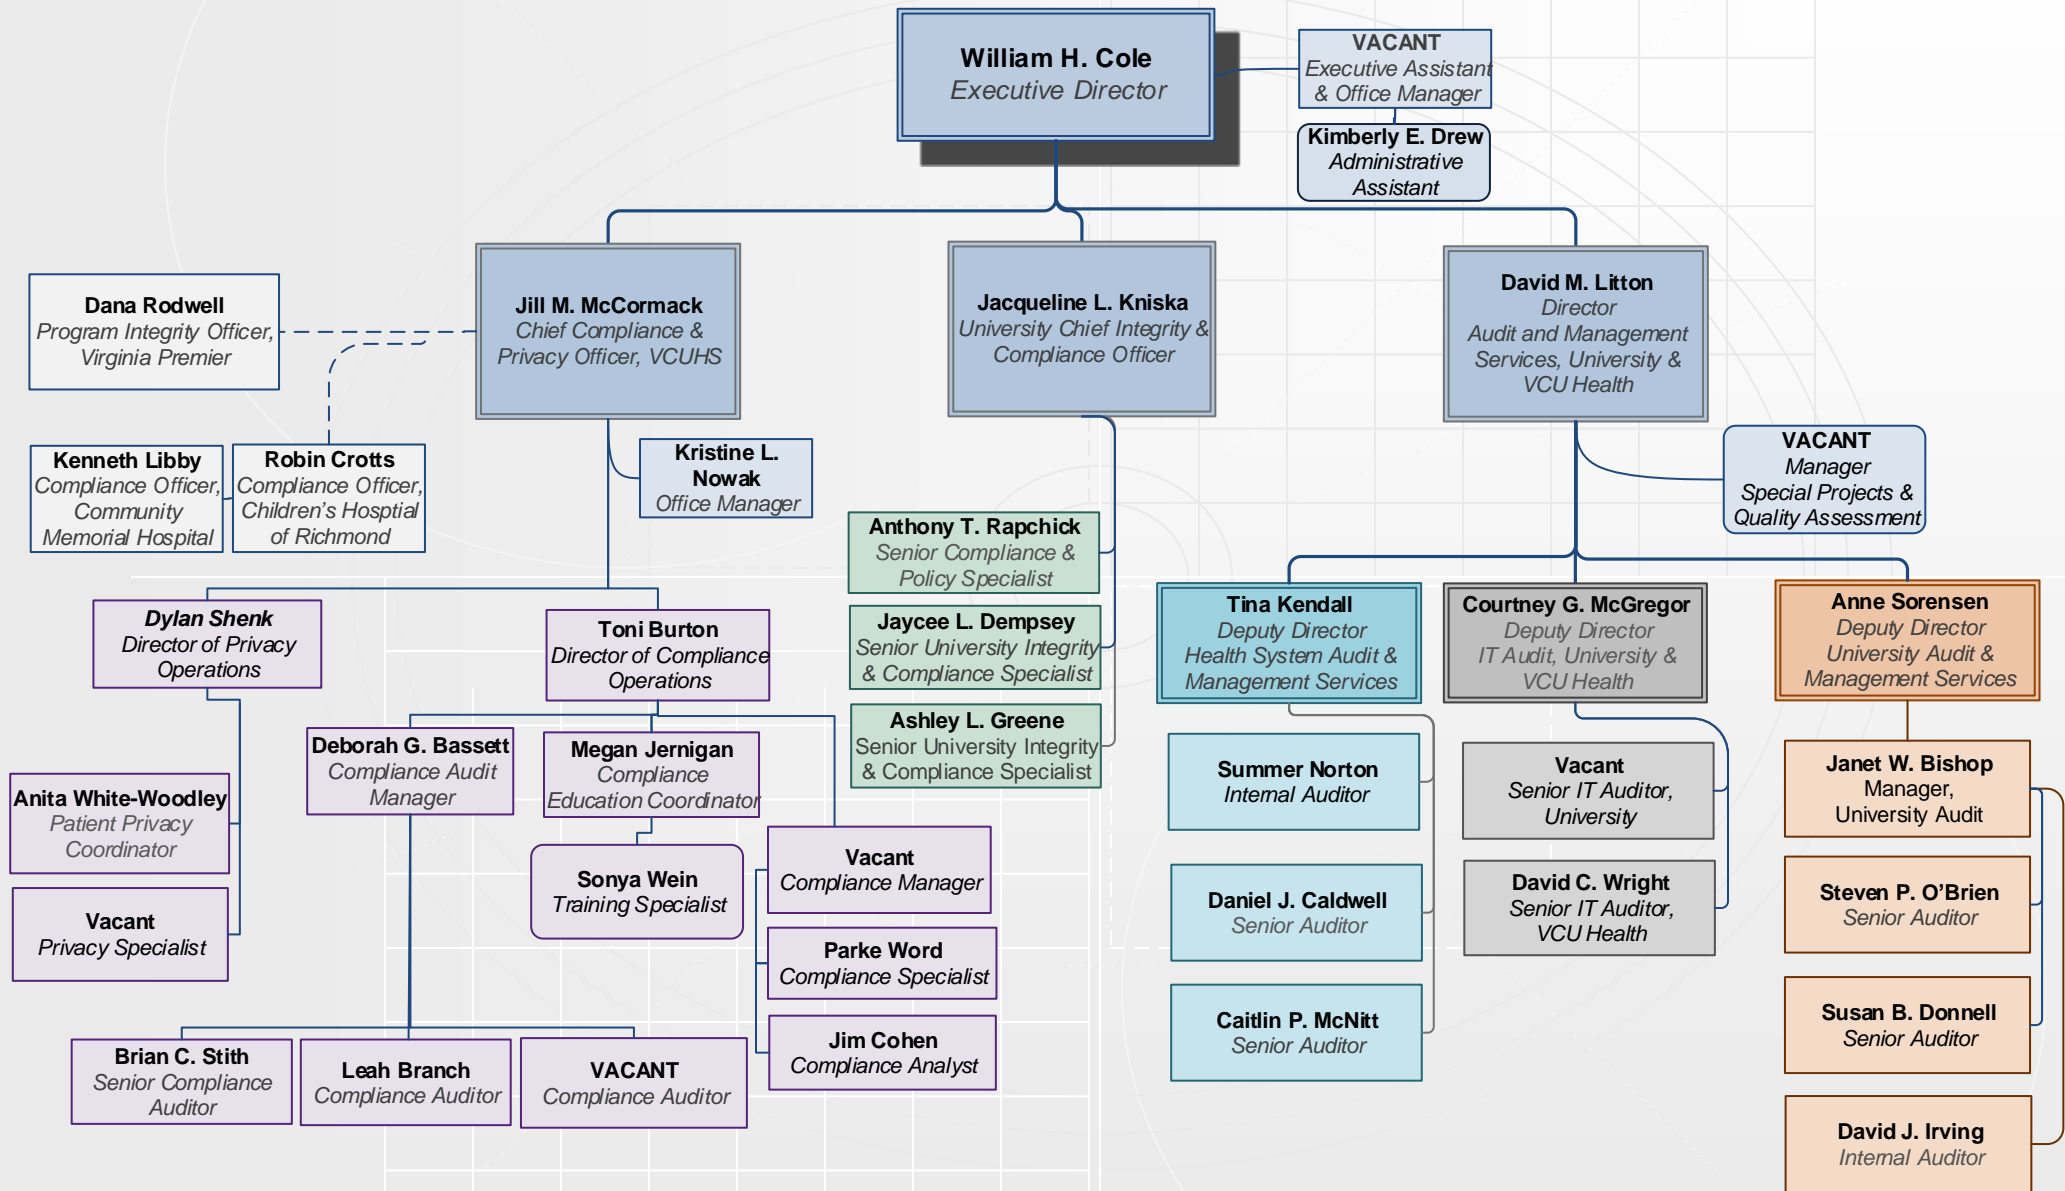 William H. Cole
Executive Director
VACANT
Executive Assistant
& Office Manager
Kimberly E. Drew
Administrative
Assistant
Dana Rodwell
Program Integrity Officer,
Virginia Premier
Jill M. McCormack
Chief Compliance &
Privacy Officer, VCUHS
Jacqueline L. Kniska
University Chief Integrity &
Compliance Officer
David M. Litton
Director
Audit and Management
Services, University &
VCU Health
Kenneth Libby
Compliance Officer,
Community
Memorial Hospital
Robin Crotts
Compliance Officer,
Children’s Hosptial
of Richmond
Kristine L.
Nowak
Office Manager
VACANT
Manager
Special Projects &
Quality Assessment
Anthony T. Rapchick
Senior Compliance &
Policy Specialist
Jaycee L. Dempsey
Senior University Integrity
& Compliance Specialist
Ashley L. Greene
Senior University Integrity
& Compliance Specialist
Dylan Shenk
Director of Privacy
Operations
Toni Burton
Director of Compliance
Operations
Tina Kendall
Deputy Director
Health System Audit &
Management Services
Courtney G. McGregor
Deputy Director
IT Audit, University &
VCU Health
Anne Sorensen
Deputy Director
University Audit &
Management Services
Anita White-Woodley
Patient Privacy
Coordinator
Vacant
Privacy Specialist
Deborah G. Bassett
Compliance Audit
Manager
Megan Jernigan
Compliance
Education Coordinator
Sonya Wein
Training Specialist
Vacant
Compliance Manager
Parke Word
Compliance Specialist
Jim Cohen
Compliance Analyst
Brian C. Stith
Senior Compliance
Auditor
Leah Branch
Compliance Auditor
VACANT
Compliance Auditor
Summer Norton
Internal Auditor
Daniel J. Caldwell
Senior Auditor
Caitlin P. McNitt
Senior Auditor
Vacant
Senior IT Auditor,
University
David C. Wright
Senior IT Auditor,
VCU Health
Janet W. Bishop
Manager,
University Audit
Steven P. O’Brien
Senior Auditor
Susan B. Donnell
Senior Auditor
David J. Irving
Internal Auditor